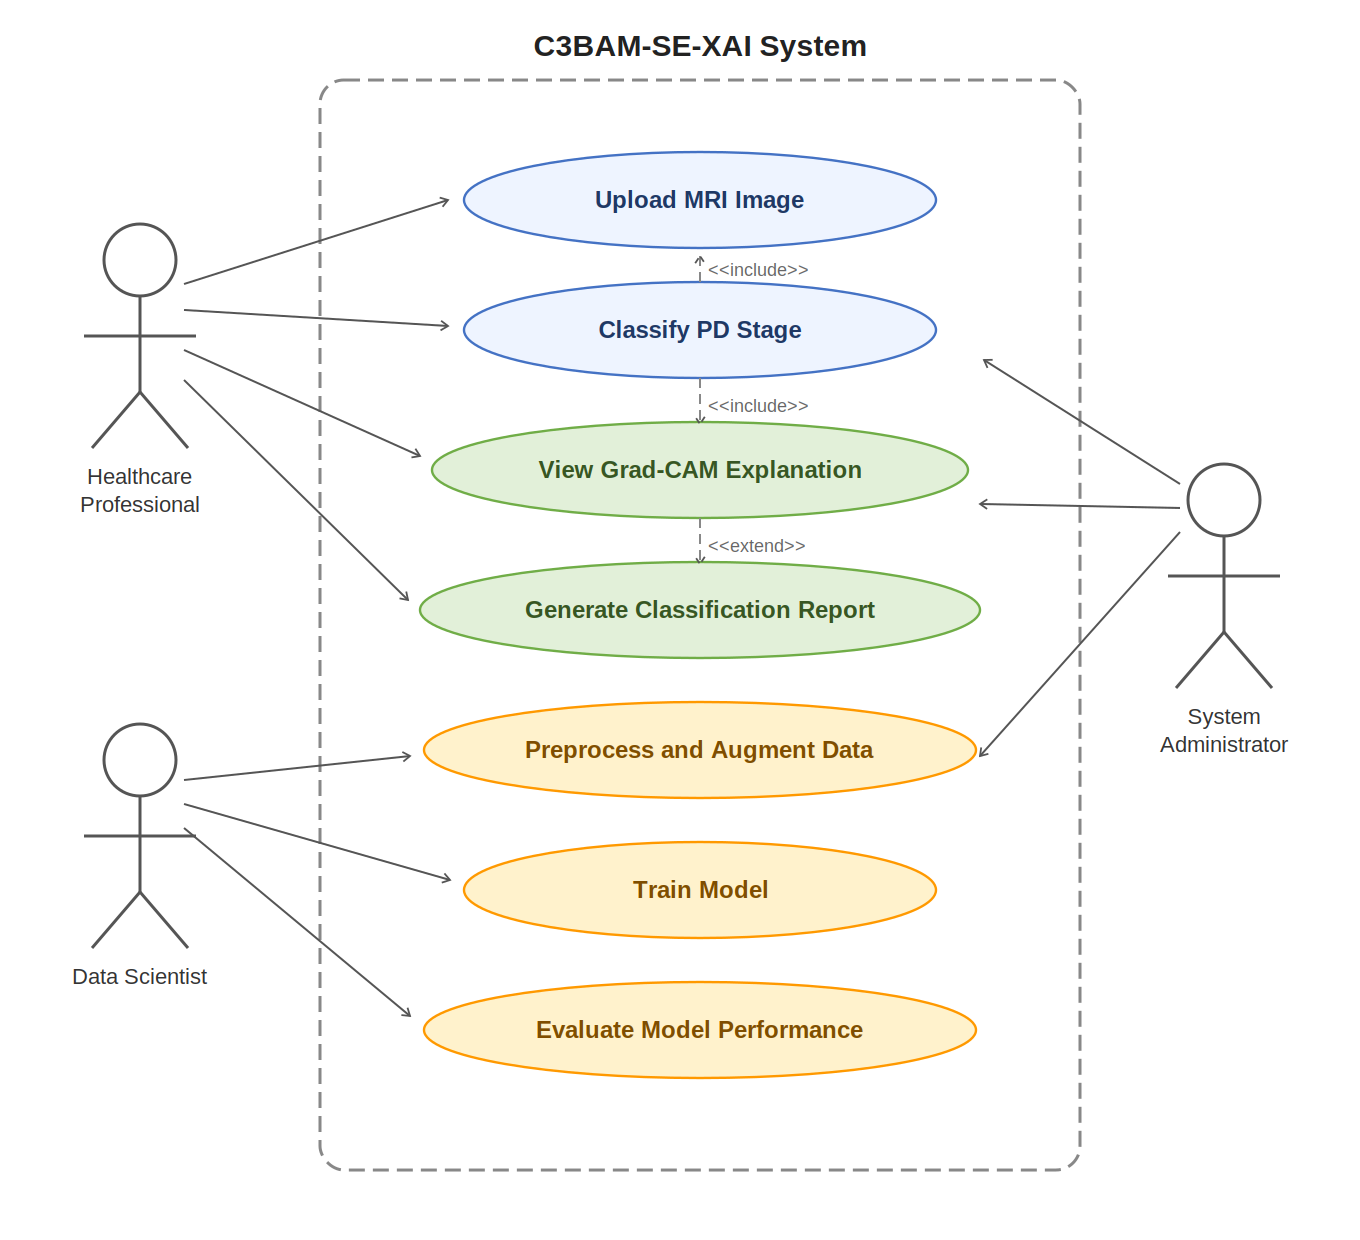 C3BAM-SE-XAI System
Upload MRI Image
<<include>>
Classify PD Stage
<<include>>
View Grad-CAM Explanation
<<extend>>
Generate Classification Report
Preprocess and Augment Data
Train Model
Evaluate Model Performance
Healthcare
Professional
Data Scientist
System
Administrator